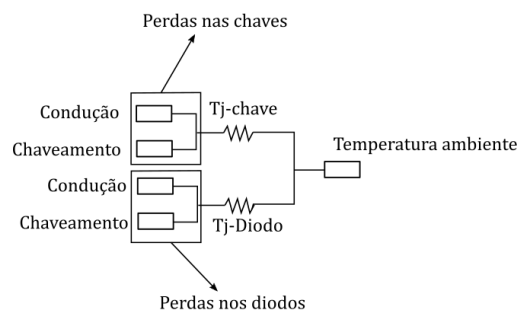 Perdas nas chaves
Condução
Tj-chave
Chaveamento
Temperatura ambiente
Condução
Chaveamento
Tj-Diodo
Perdas nos diodos